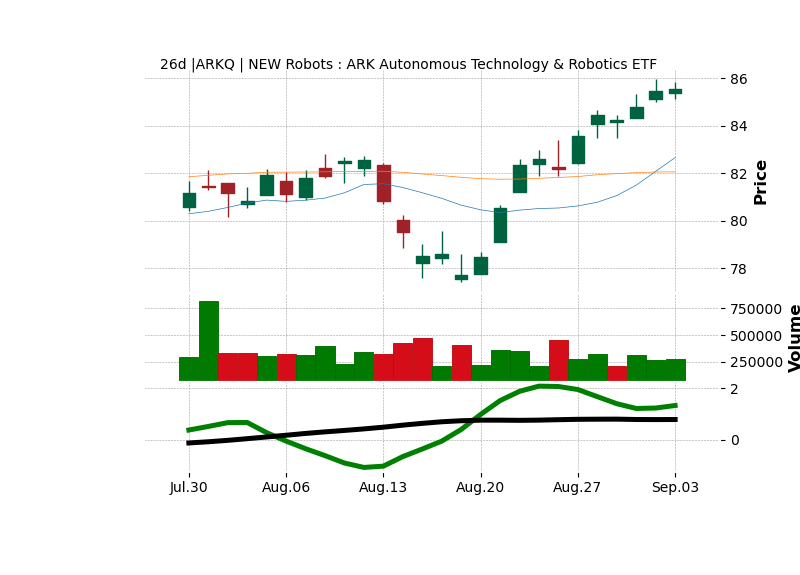 26d |ARKQ | NEW Robots : ARK Autonomous Technology & Robotics ETF
86
84
82
80
78
Price
750000
500000
250000
Volume
2
0
Jul.30 Aug.06 Aug.13 Aug.20 Aug.27 Sep.03